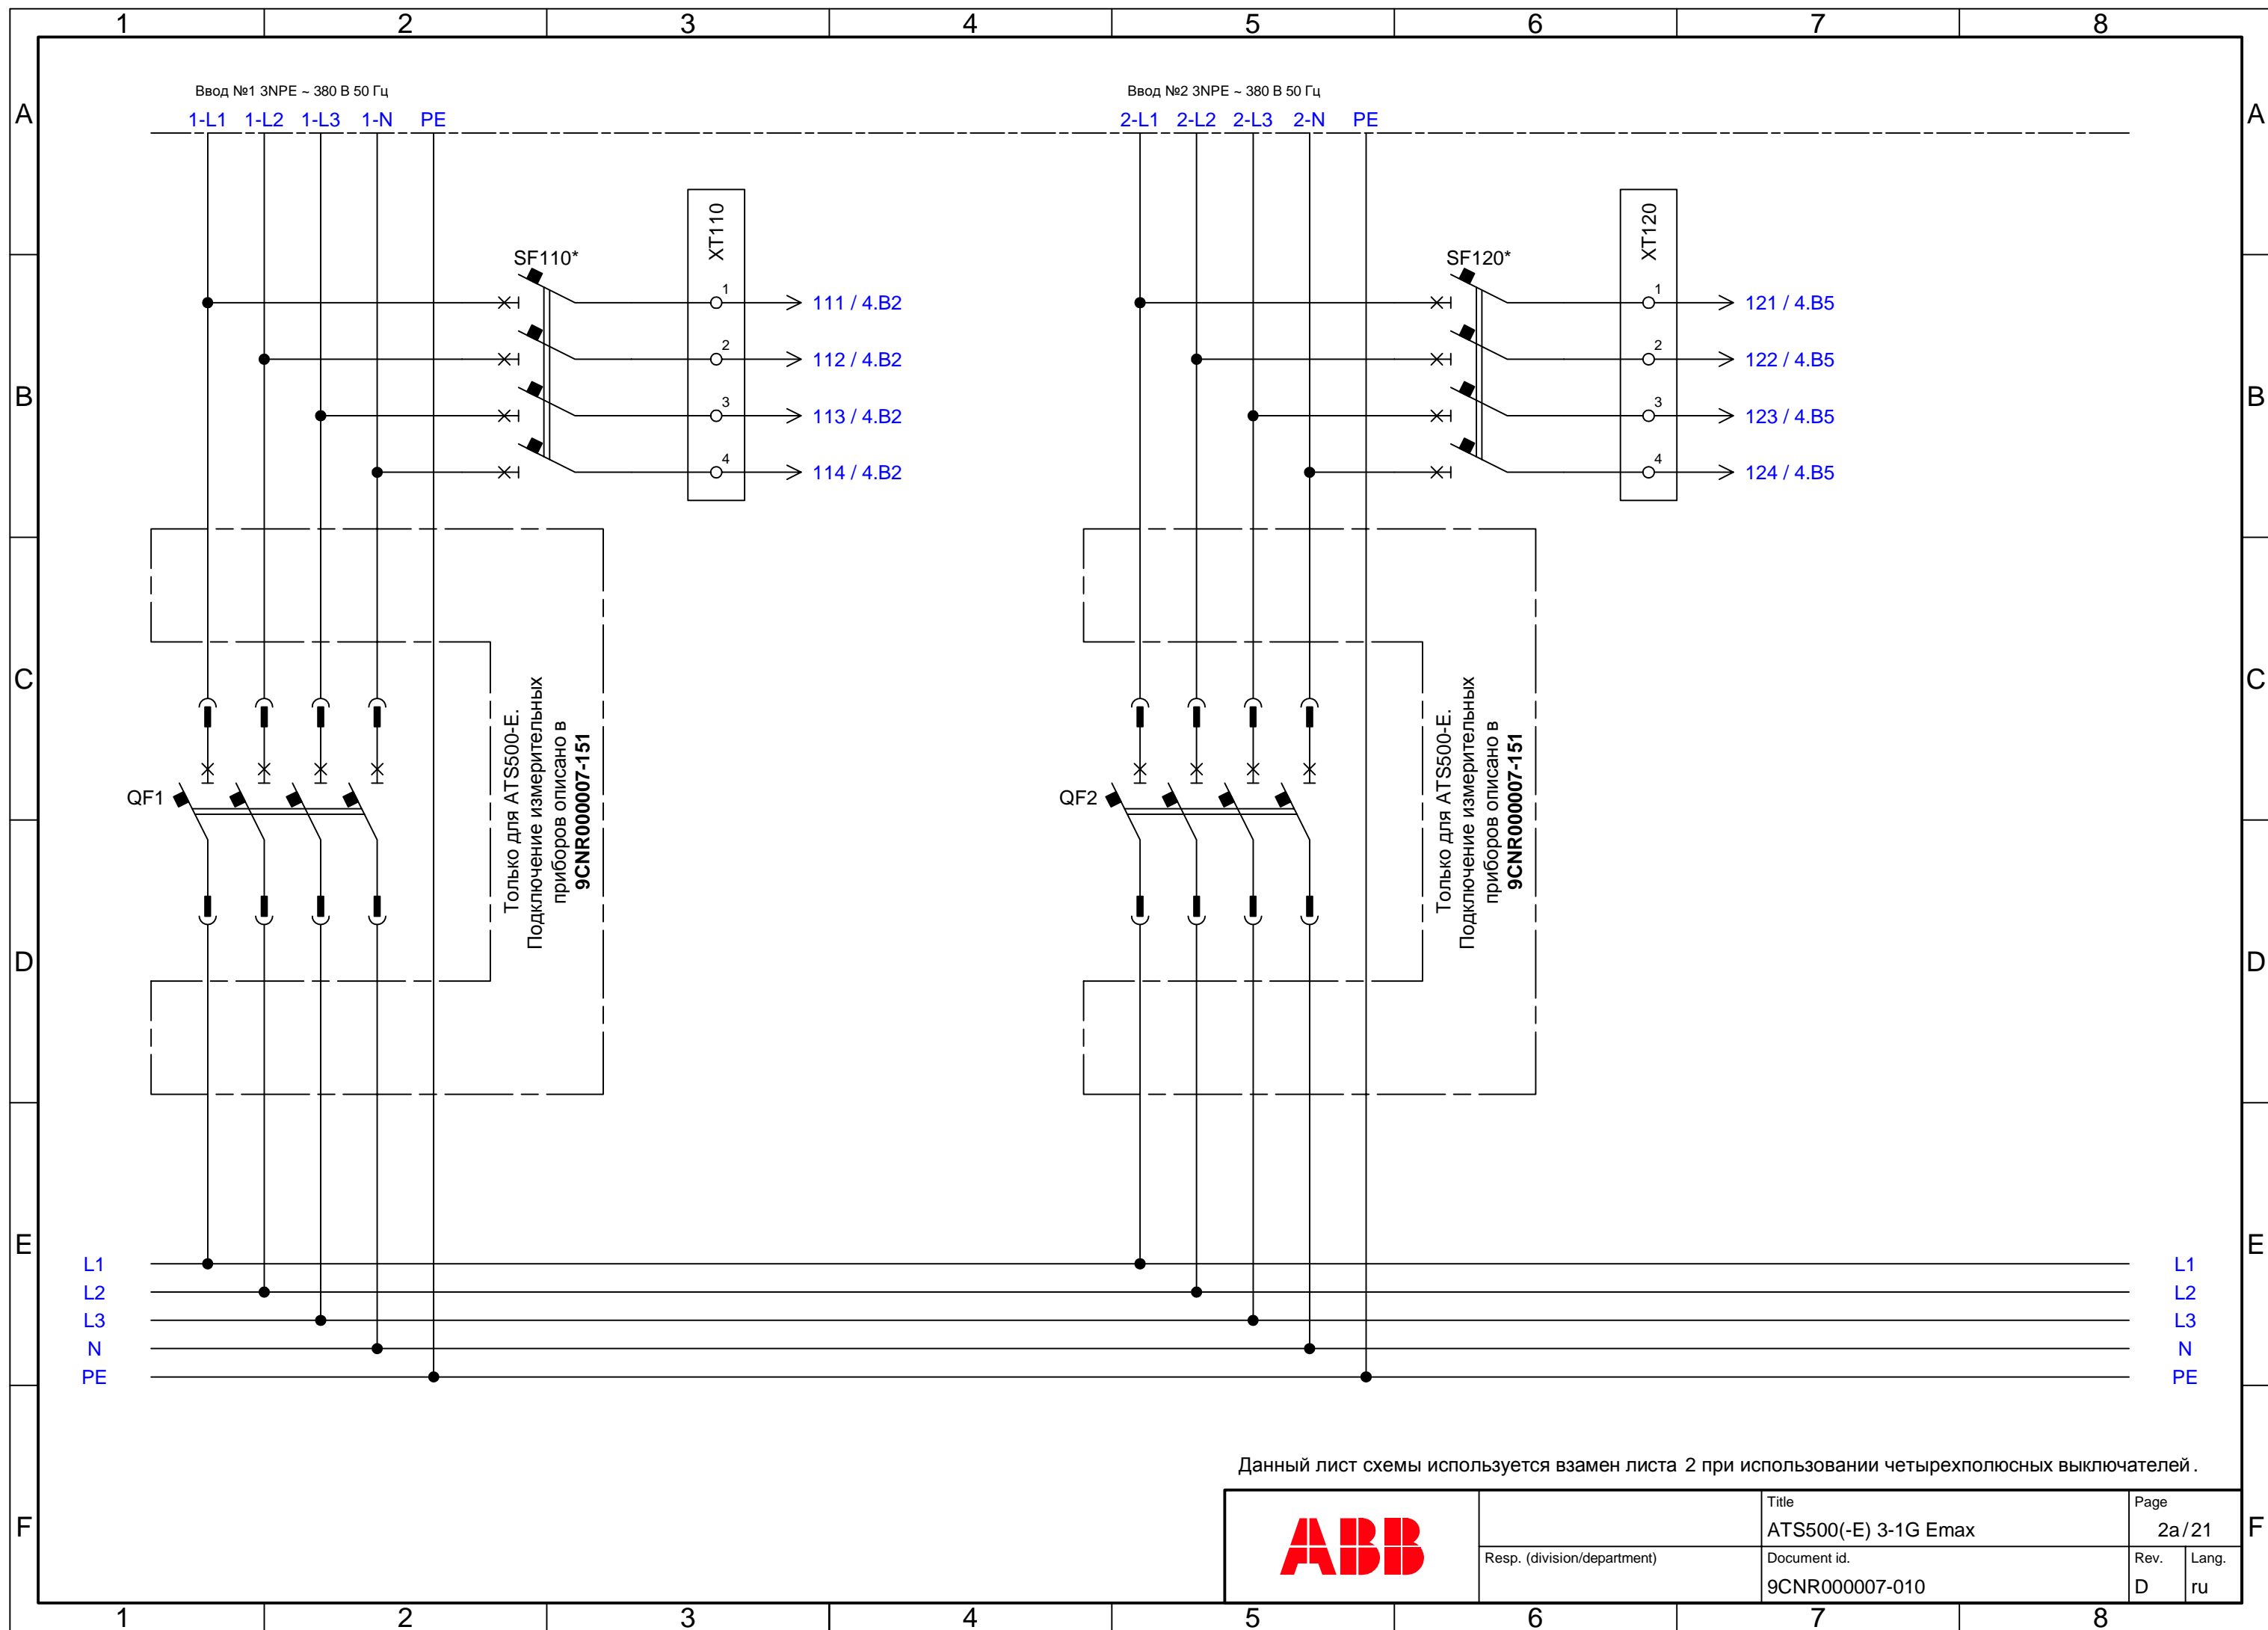 1 2 3 4 5 6 7 8
Ввод №1 3NPE ~ 380 В 50 Гц
Ввод №2 3NPE ~ 380 В 50 Гц
A A
1-L1 1-L2 1-L3 1-N PE
2-L1 2-L2 2-L3 2-N PE
XT110
XT120
SF110*
SF120*
1 111 / 4.B2
2 112 / 4.B2
3 113 / 4.B2
4 114 / 4.B2
1 121 / 4.B5
2 122 / 4.B5
3 123 / 4.B5
4 124 / 4.B5
B B
C C
QF1
Только для ATS500-E.
Подключение измерительных
приборов описано в
9CNR000007-151
QF2
Только для ATS500-E.
Подключение измерительных
приборов описано в
9CNR000007-151
D D
E E
L1 L1
L2 L2
L3 L3
N N
PE PE
Данный лист схемы используется взамен листа 2 при использовании четырехполюсных выключателей.
F F
ABB
Title
ATS500(-E) 3-1G Emax
Page
2a/21
Resp. (division/department)
Document id.
9CNR000007-010
Rev.
D
Lang.
ru
1 2 3 4 5 6 7 8